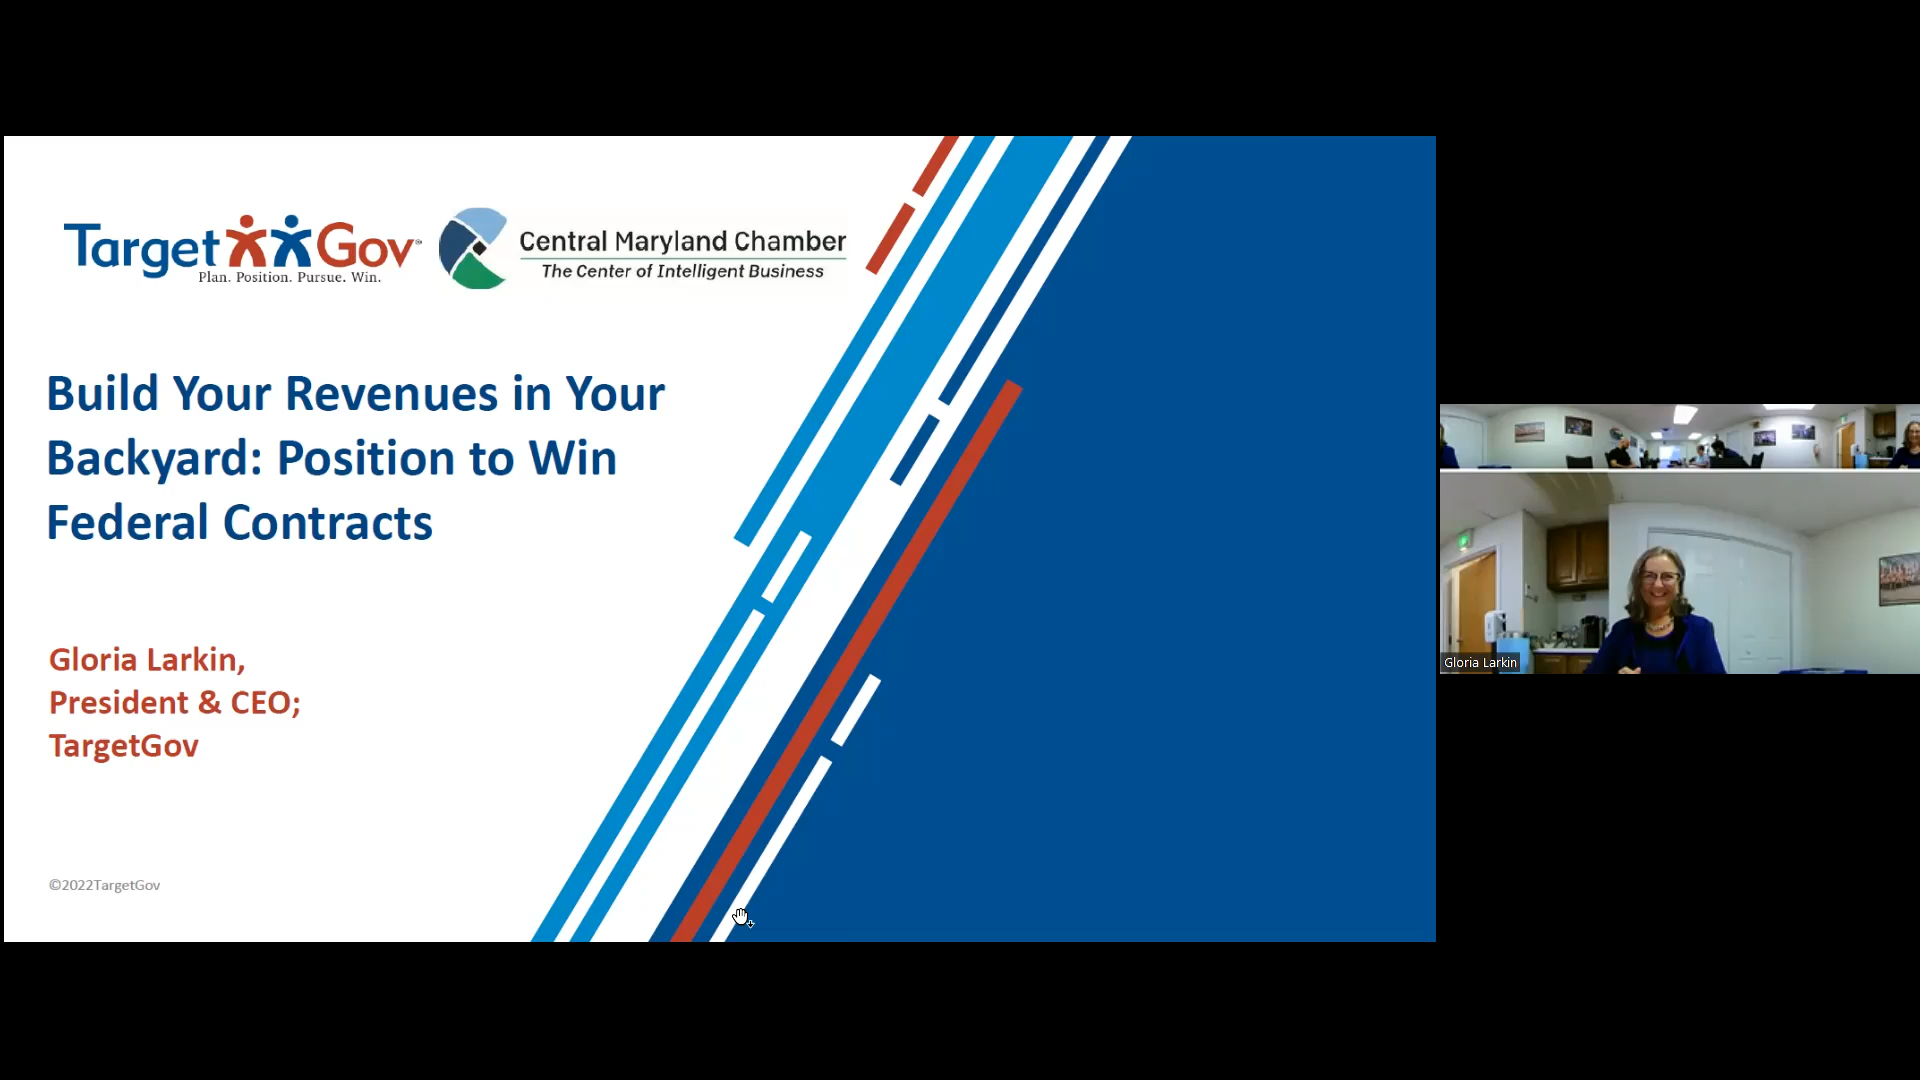 TargetGov
Plan. Position. Pursue. Win.
Central Maryland Chamber
The Center of Intelligent Business
Build Your Revenues in Your
Backyard: Position to Win
Federal Contracts
Gloria Larkin,
President & CEO;
TargetGov
©2022TargetGov
Gloria Larkin